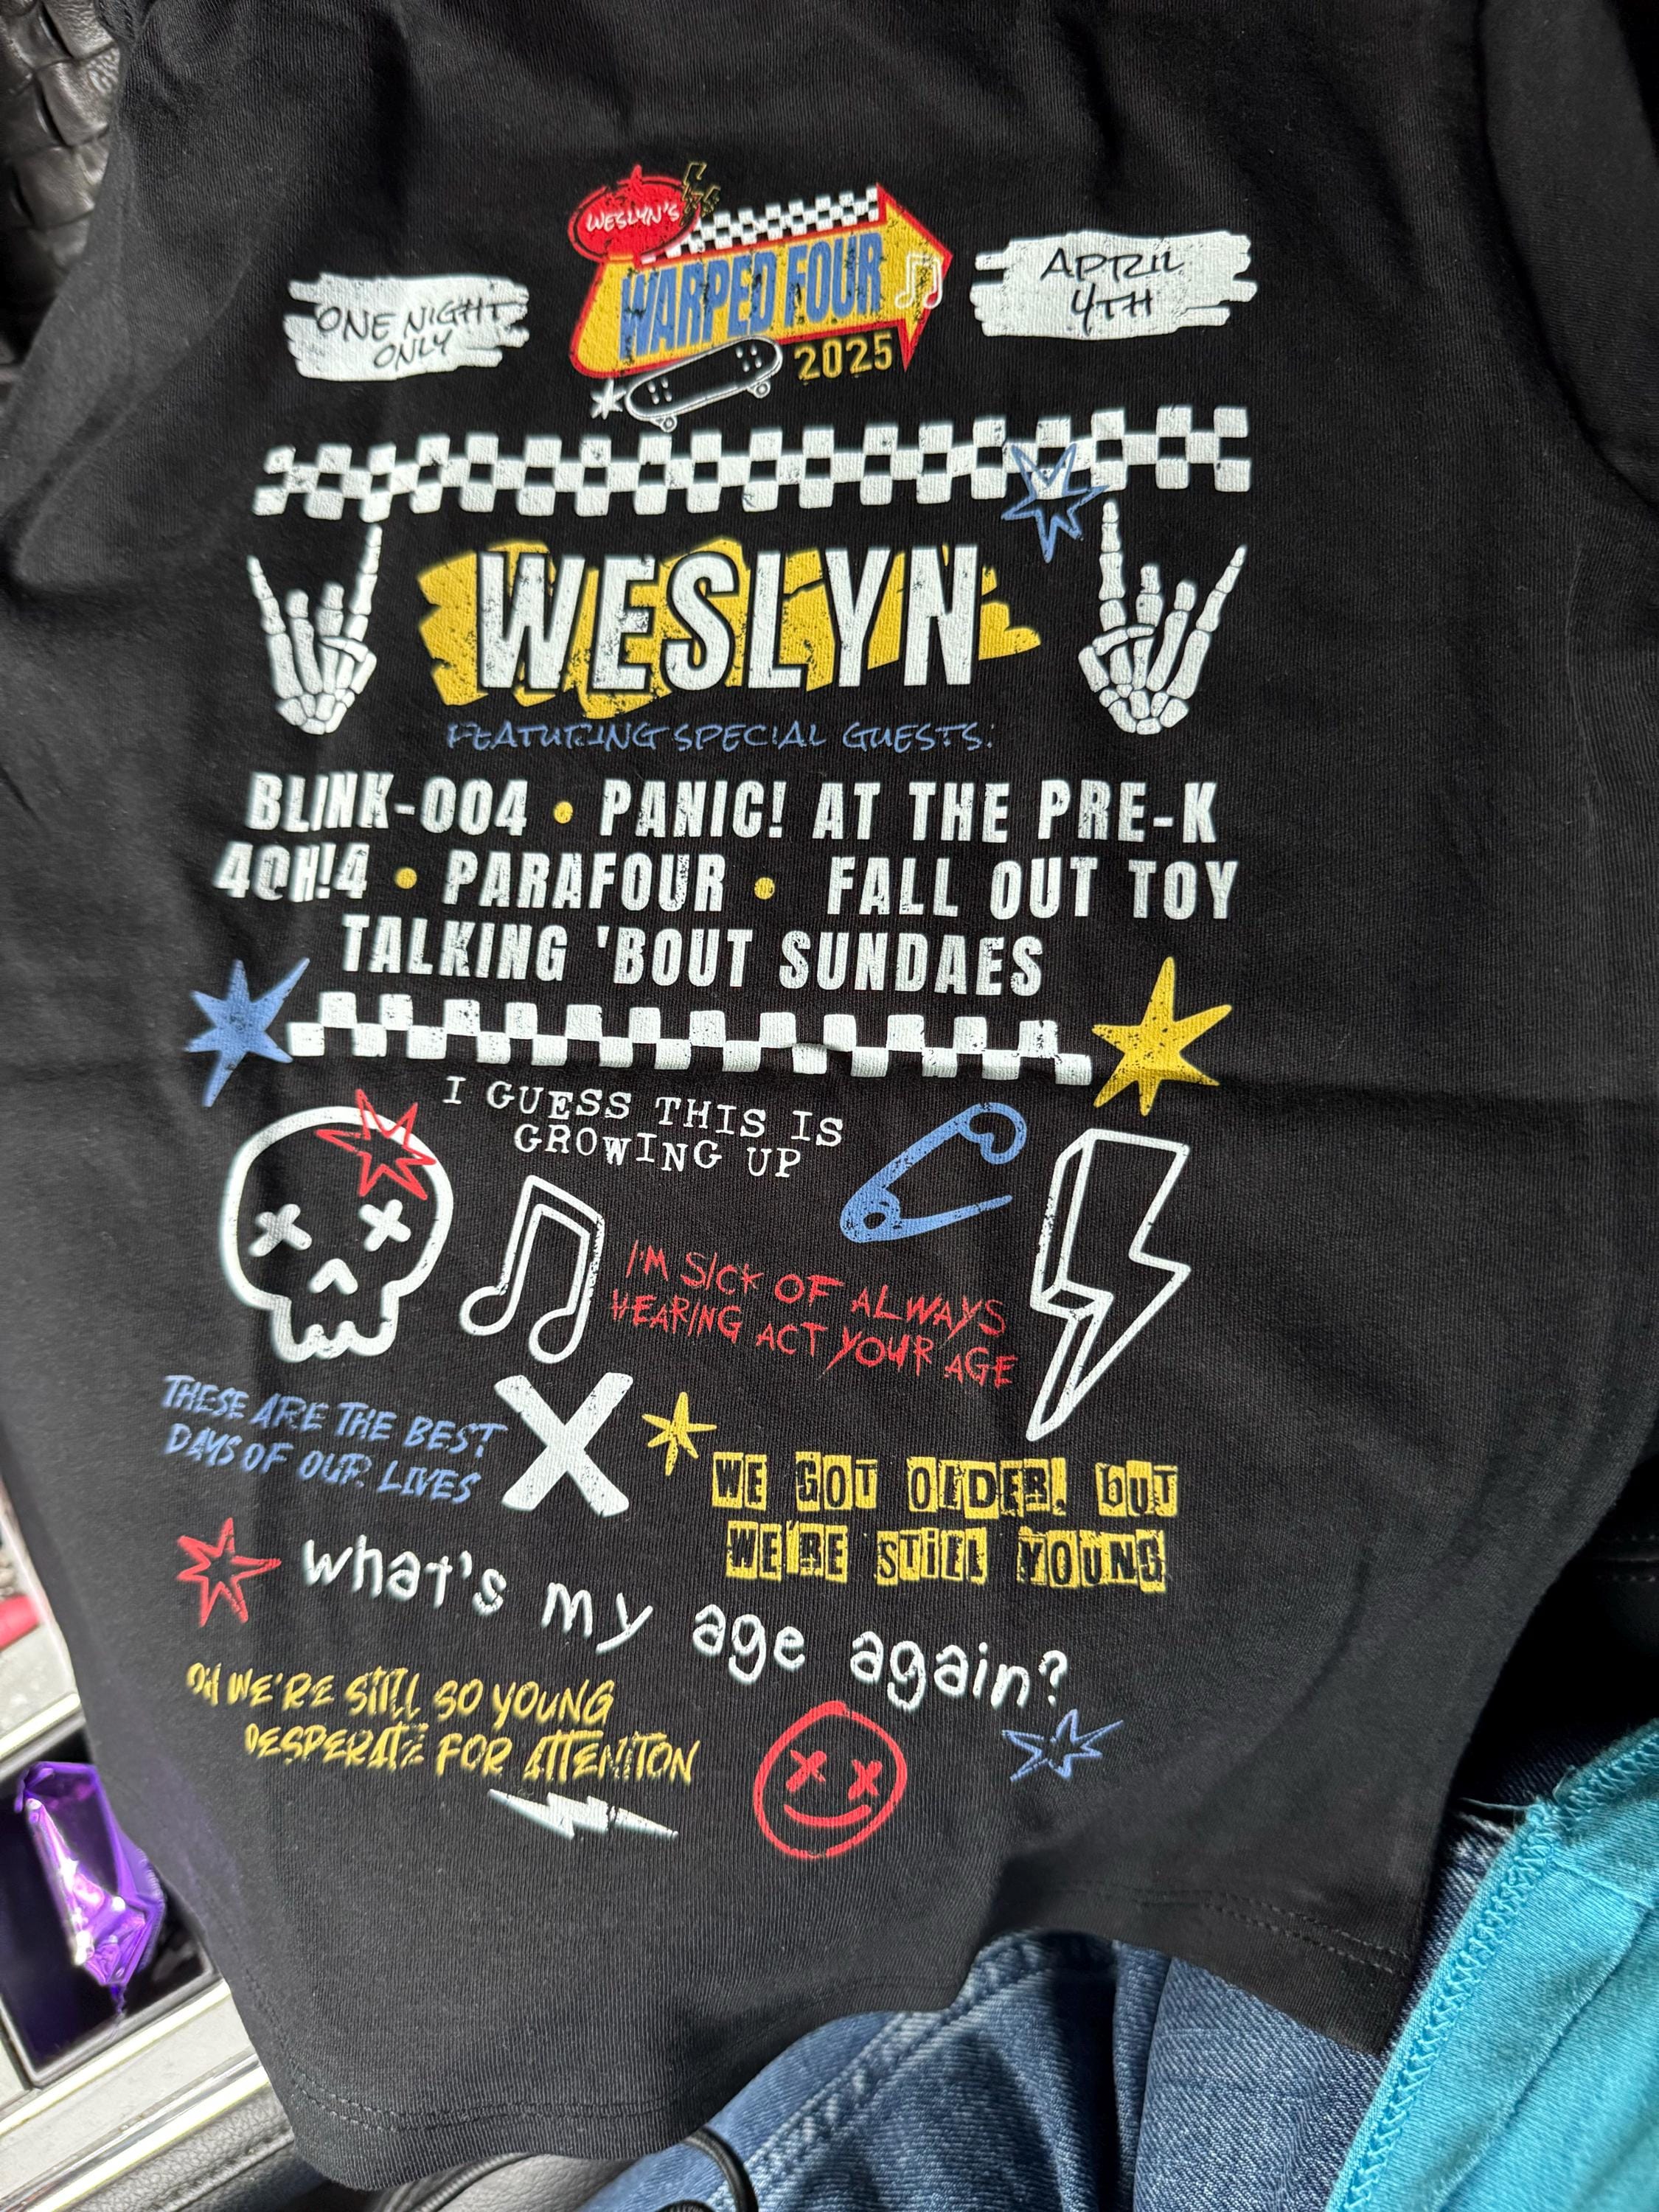 WESLYN'S
WARPED FOUR
2025
ONE NIGHT
ONLY
APRIL
4TH
WESLYN
FEATURING SPECIAL GUESTS:
BLINK-004 • PANIC! AT THE PRE-K
4@H!4 • PARAFOUR • FALL OUT TOY
TALKING 'BOUT SUNDAES
I GUESS THIS IS
GROWING UP
I'M SICK OF ALWAYS
HEARING ACT YOUR AGE
THESE ARE THE BEST
DAYS OF OUR LIVES
WE GOT OlDER, bUT
WE'RE STiLL YOUNG
what's my age again?
OH WE'RE STILL SO YOUNG
DESPERATE FOR ATTENITON